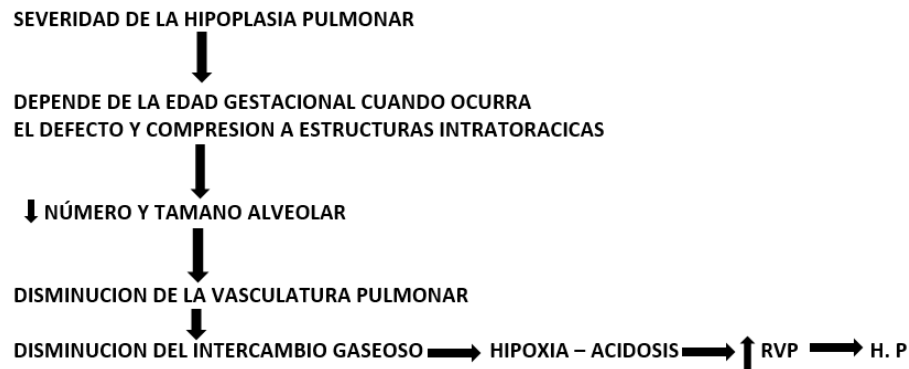 SEVERIDAD DE LA HIPOPLASIA PULMONAR
DEPENDE DE LA EDAD GESTACIONAL CUANDO OCURRA
EL DEFECTO Y COMPRESION A ESTRUCTURAS INTRATORACICAS
NÚMERO Y TAMANO ALVEOLAR
DISMINUCION DE LA VASCULATURA PULMONAR
DISMINUCION DEL INTERCAMBIO GASEOSO HIPOXIA – ACIDOSIS RVP H. P